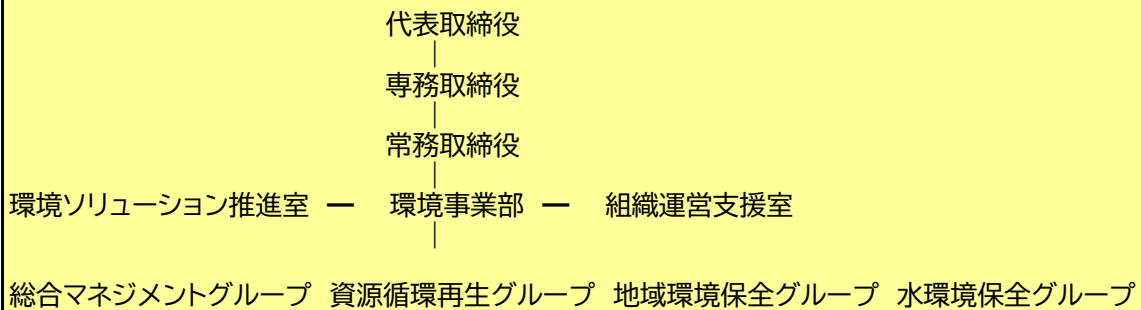 代表取締役
専務取締役
常務取締役
環境ソリューション推進室 ー 環境事業部 ー 組織運営支援室
総合マネジメントグループ 資源循環再生グループ 地域環境保全グループ 水環境保全グループ